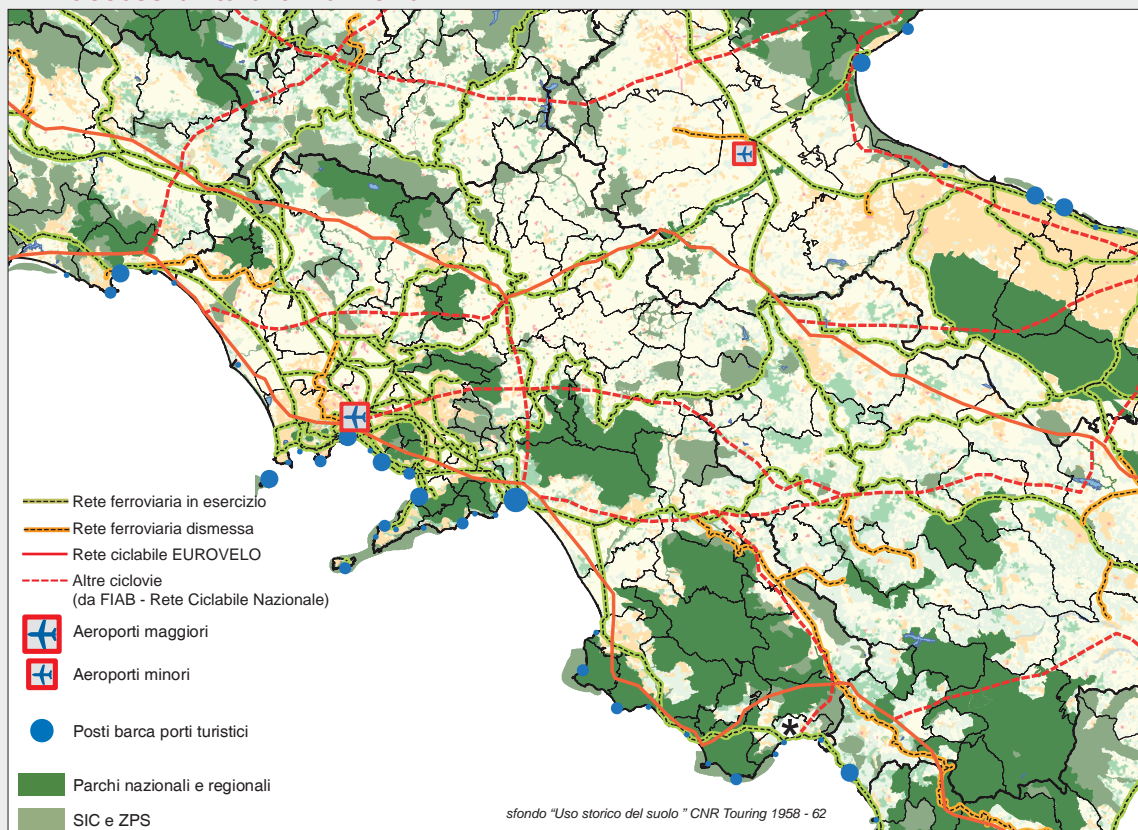 Rete ferroviaria in esercizio
Rete ferroviaria dismessa
Rete ciclabile EUROVELO
Altre ciclovie
(da FIAB - Rete Ciclabile Nazionale)
Aeroporti maggiori
Aeroporti minori
Posti barca porti turistici
Parchi nazionali e regionali
SIC e ZPS
*
sfondo “Uso storico del suolo ” CNR Touring 1958 - 62